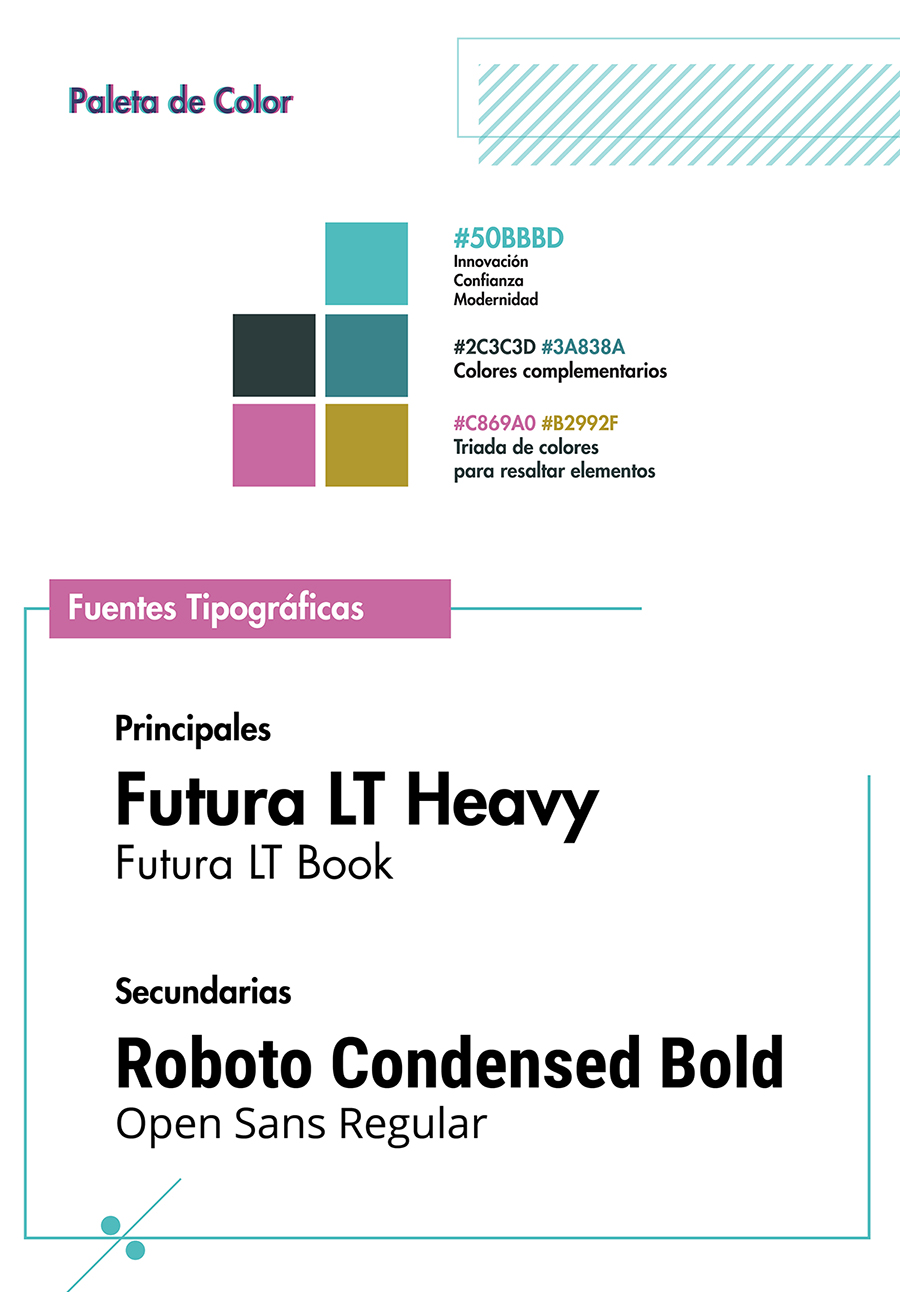 Paleta de Color
#50BBBD
Innovación
Confianza
Modernidad
#2C3C3D #3A838A
Colores complementarios
#C869A0 #B2992F
Triada de colores
para resaltar elementos
Fuentes Tipográficas
Principales
Futura LT Heavy
Futura LT Book
Secundarias
Roboto Condensed Bold
Open Sans Regular